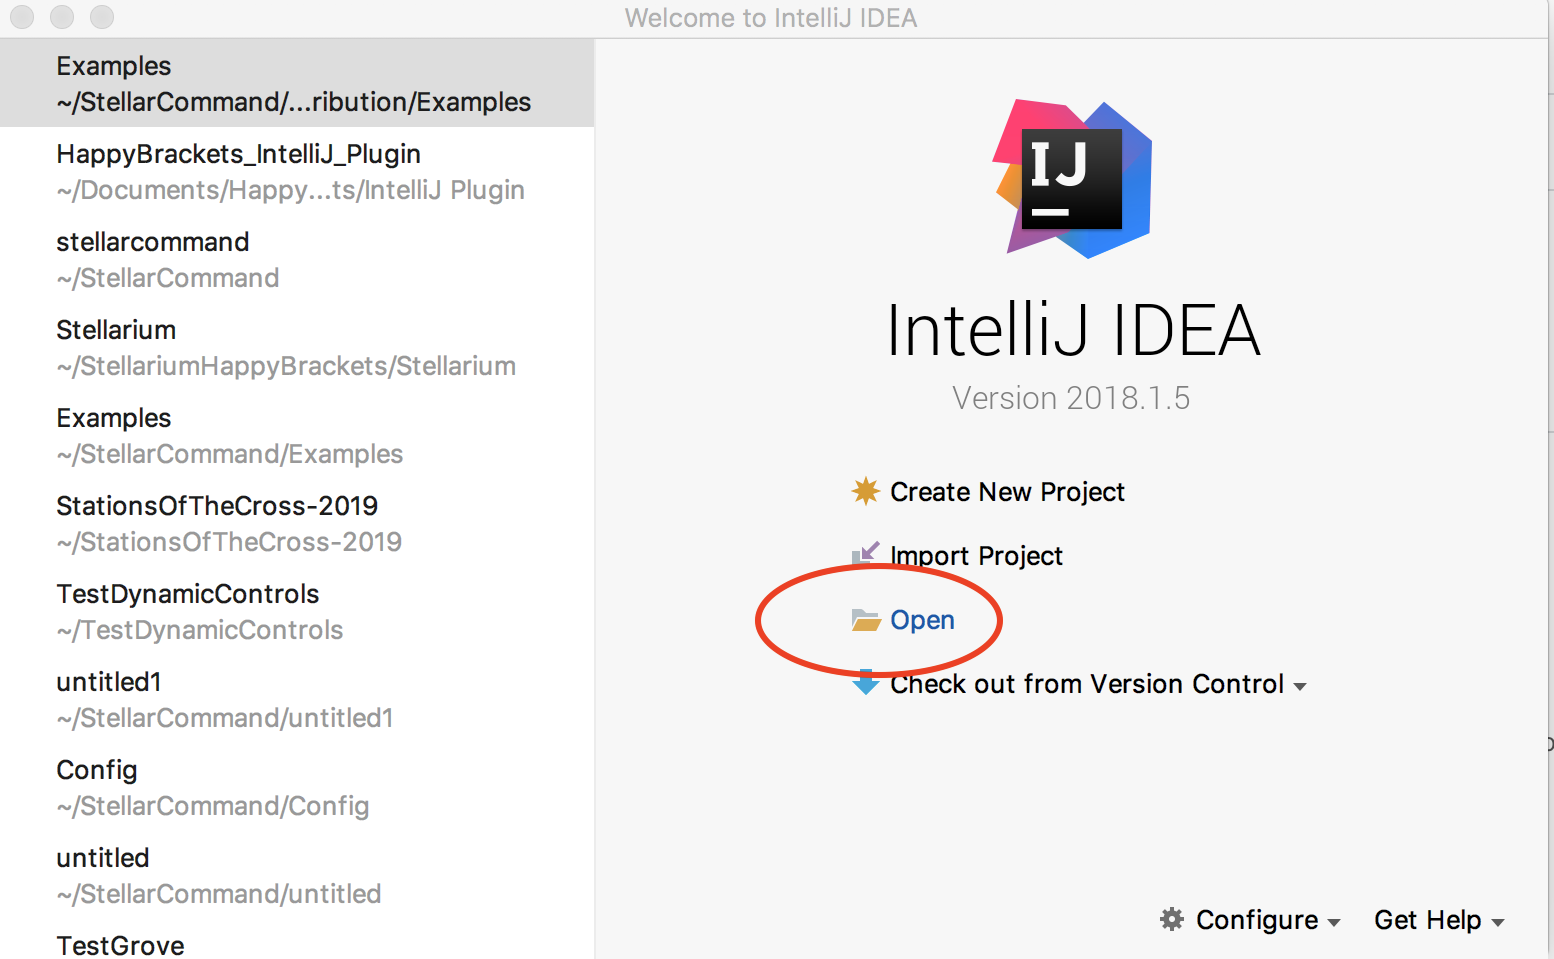 Welcome to IntelliJ IDEA
Examples
~/StellarCommand/...ribution/Examples
HappyBrackets_IntelliJ_Plugin
~/Documents/Happy...ts/IntelliJ Plugin
stellarcommand
~/StellarCommand
Stellarium
~/StellariumHappyBrackets/Stellarium
Examples
~/StellarCommand/Examples
StationsOfTheCross-2019
~/StationsOfTheCross-2019
TestDynamicControls
~/TestDynamicControls
untitled1
~/StellarCommand/untitled1
Config
~/StellarCommand/Config
untitled
~/StellarCommand/untitled
TestGrove
IJ
IntelliJ IDEA
Version 2018.1.5
Create New Project
Import Project
Open
Check out from Version Control
Configure
Get Help